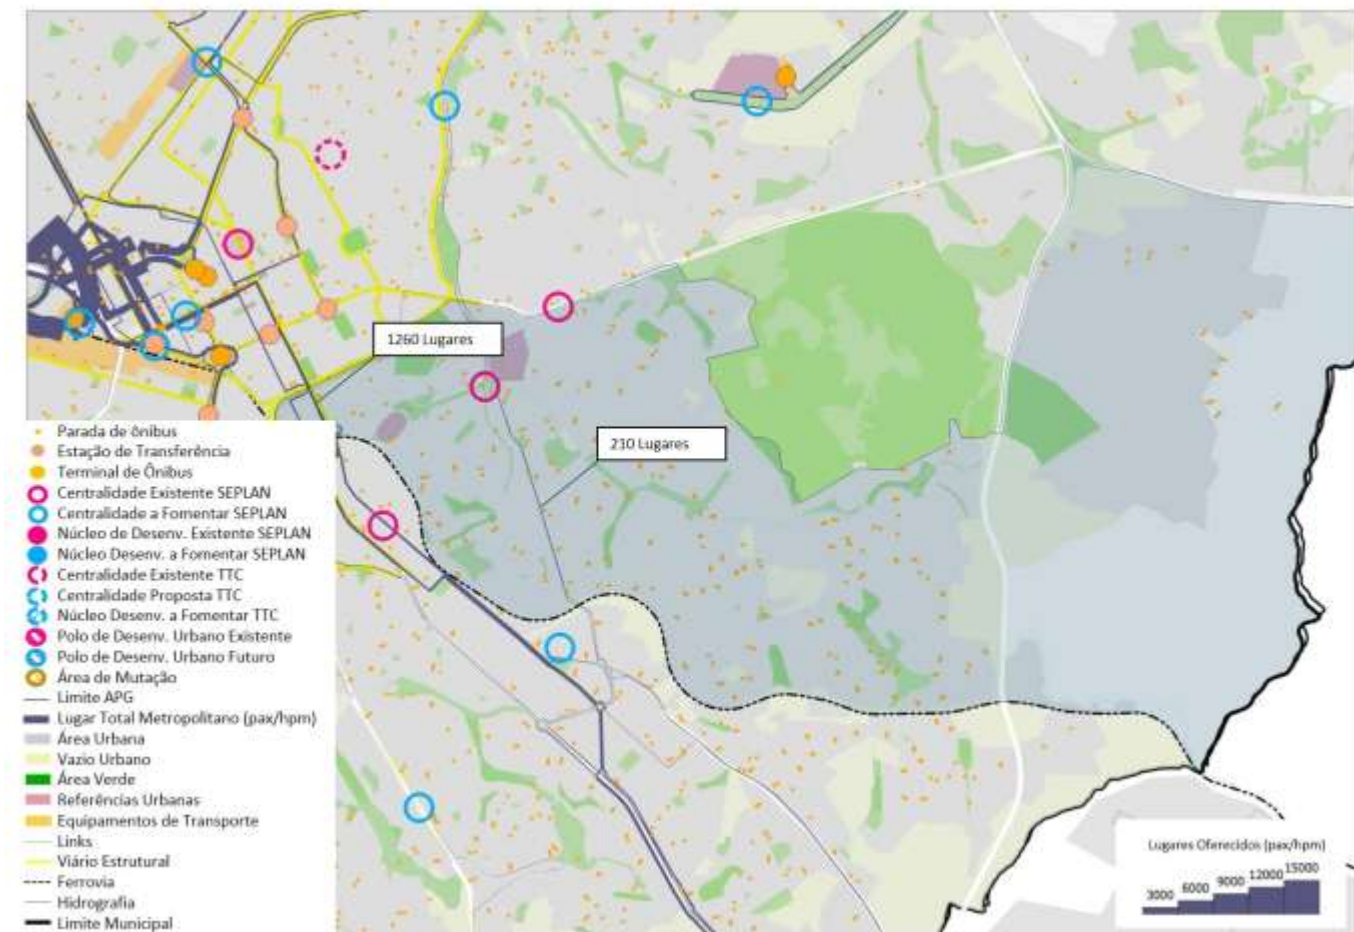 1260 Lugares
210 Lugares
Parada de ônibus
Estação de Transferência
Terminal de Ônibus
Centralidade Existente SEPLAN
Centralidade a Fomentar SEPLAN
Núcleo de Desenv. Existente SEPLAN
Núcleo Desenv. a Fomentar SEPLAN
Centralidade Existente TTC
Centralidade Proposta TTC
Núcleo Desenv. a Fomentar TTC
Polo de Desenv. Urbano Existente
Polo de Desenv. Urbano Futuro
Área de Mutação
Limite APG
Lugar Total Metropolitano (pax/hpm)
Área Urbana
Vazio Urbano
Área Verde
Referências Urbanas
Equipamentos de Transporte
Links
Viário Estrutural
Ferrovia
Hidrografia
Limite Municipal
Lugares Oferecidos (pax/hpm)
3000 6000 9000 12000 15000